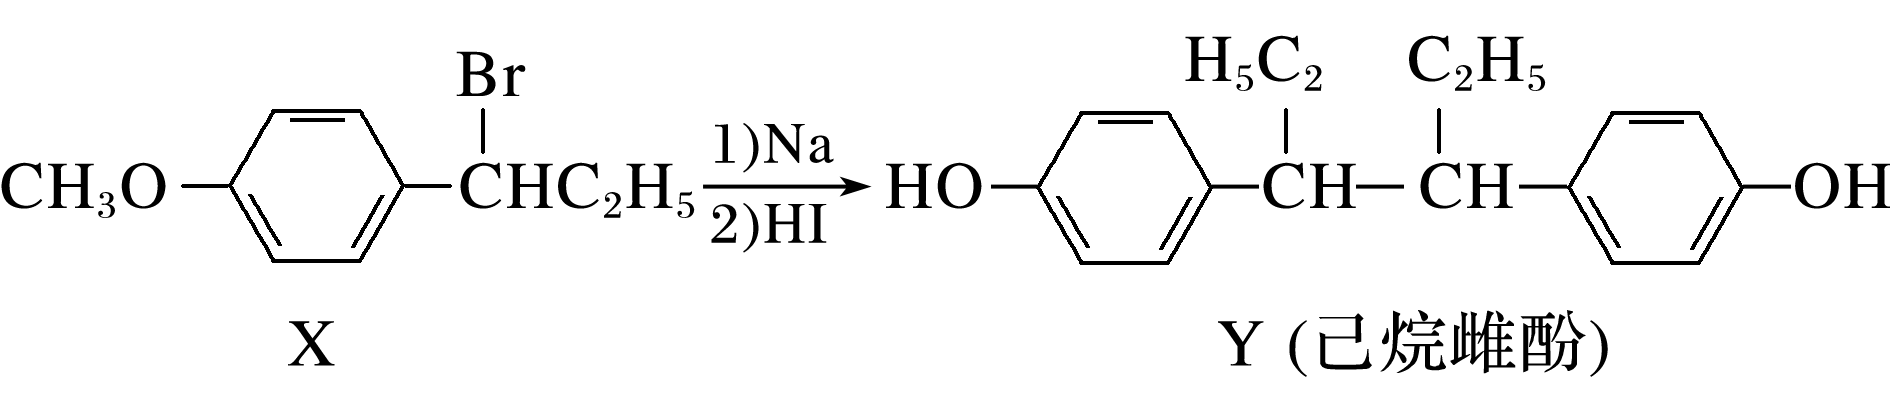 Br
H₅C₂ C₂H₅
CH₃O CHC₂H₅ 1)Na HO CH CH OH
2)HI
X Y (己烷雌酚)